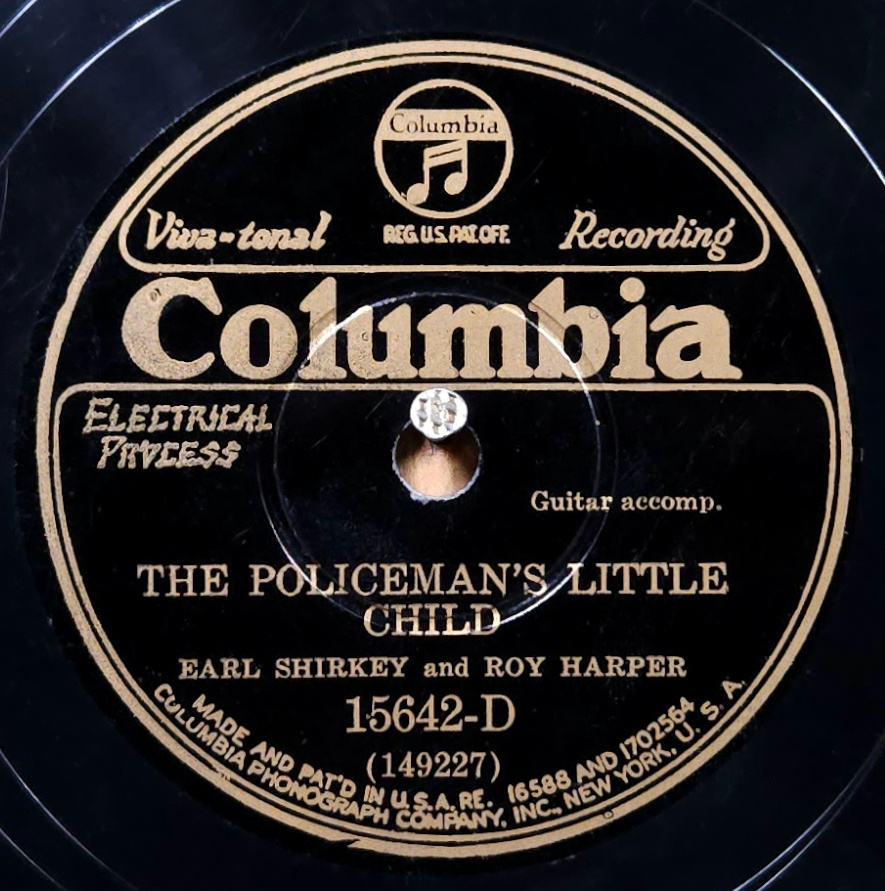 Columbia
REG. U.S. PAT. OFF.
Viva-tonal Recording
Columbia
ELECTRICAL
PROCESS
Guitar accomp.
THE POLICEMAN'S LITTLE
CHILD
EARL SHIRKEY and ROY HARPER
15642-D
(149227)
MADE AND PAT'D IN U.S.A. RE. 16588 AND 1702564
COLUMBIA PHONOGRAPH COMPANY, INC., NEW YORK, U. S. A.